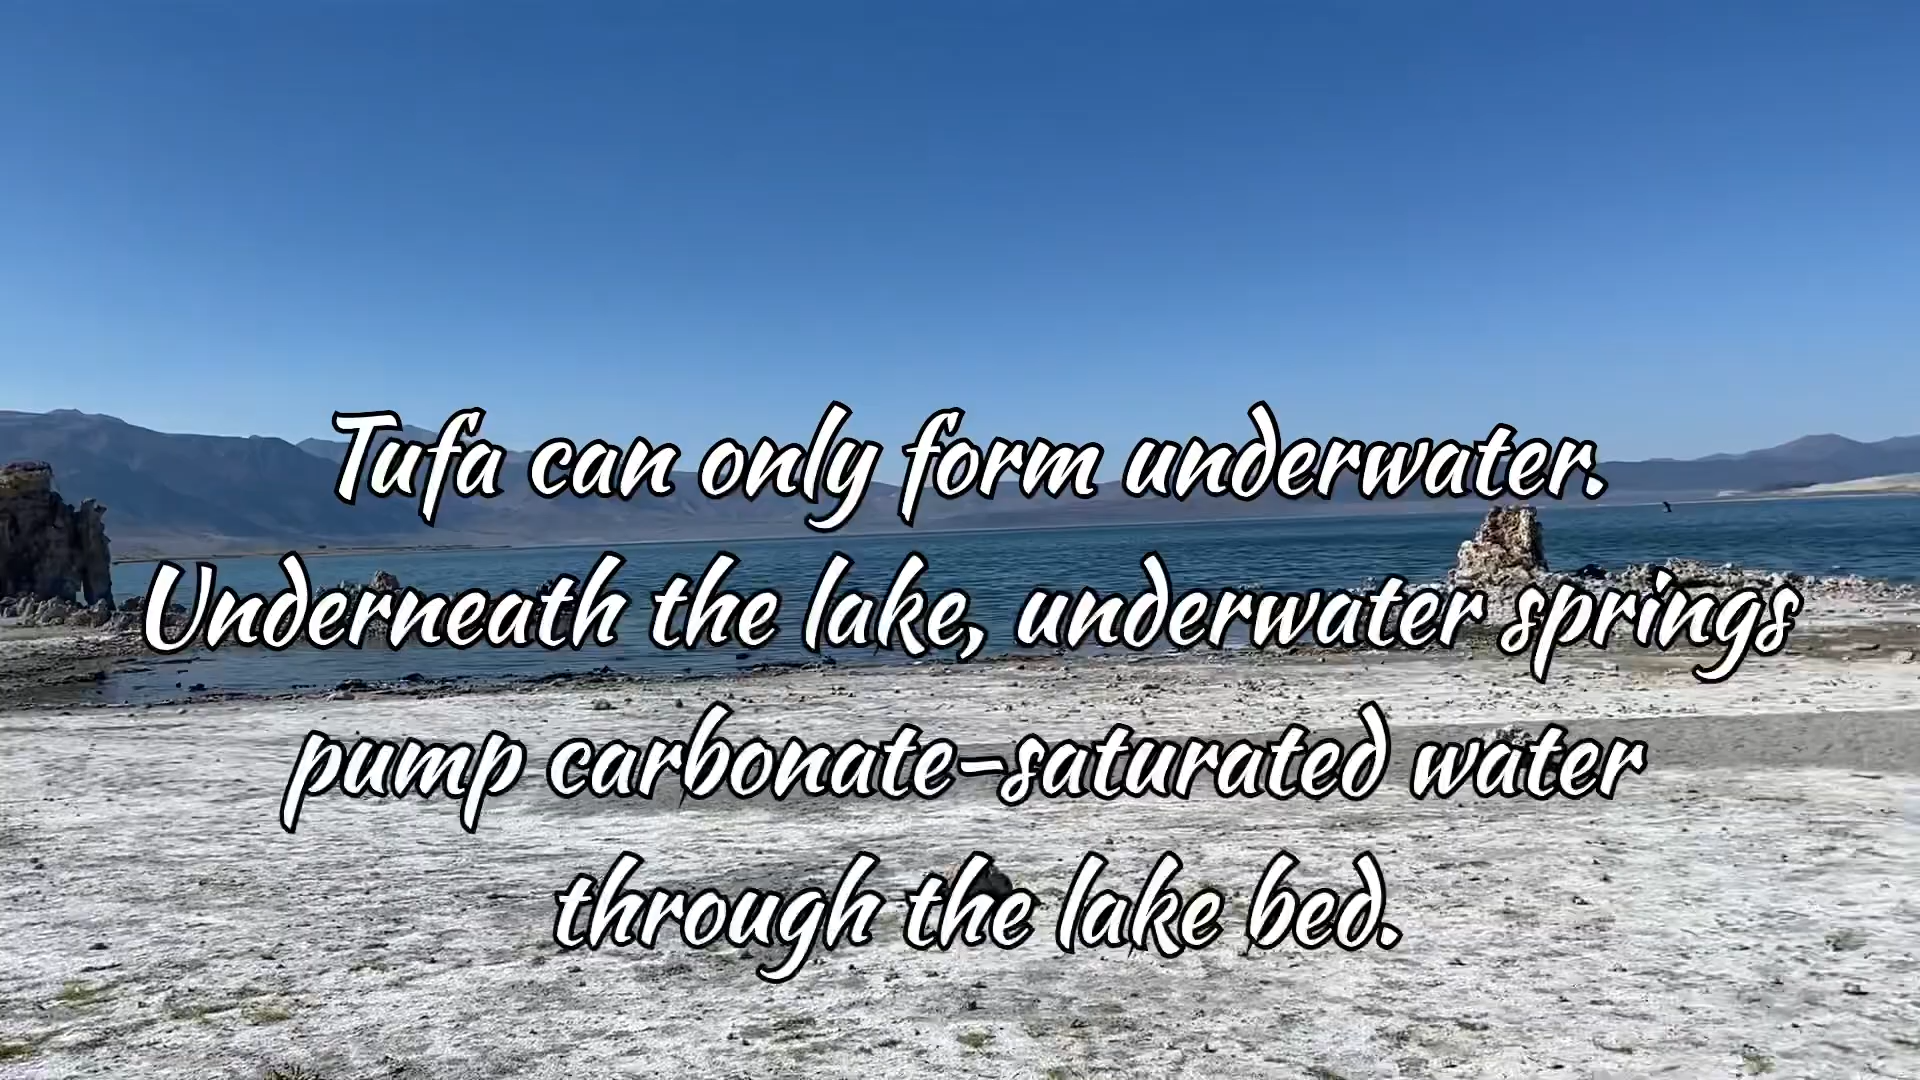 Tufa can only form underwater.
Underneath the lake, underwater springs
pump carbonate-saturated water
through the lake bed.